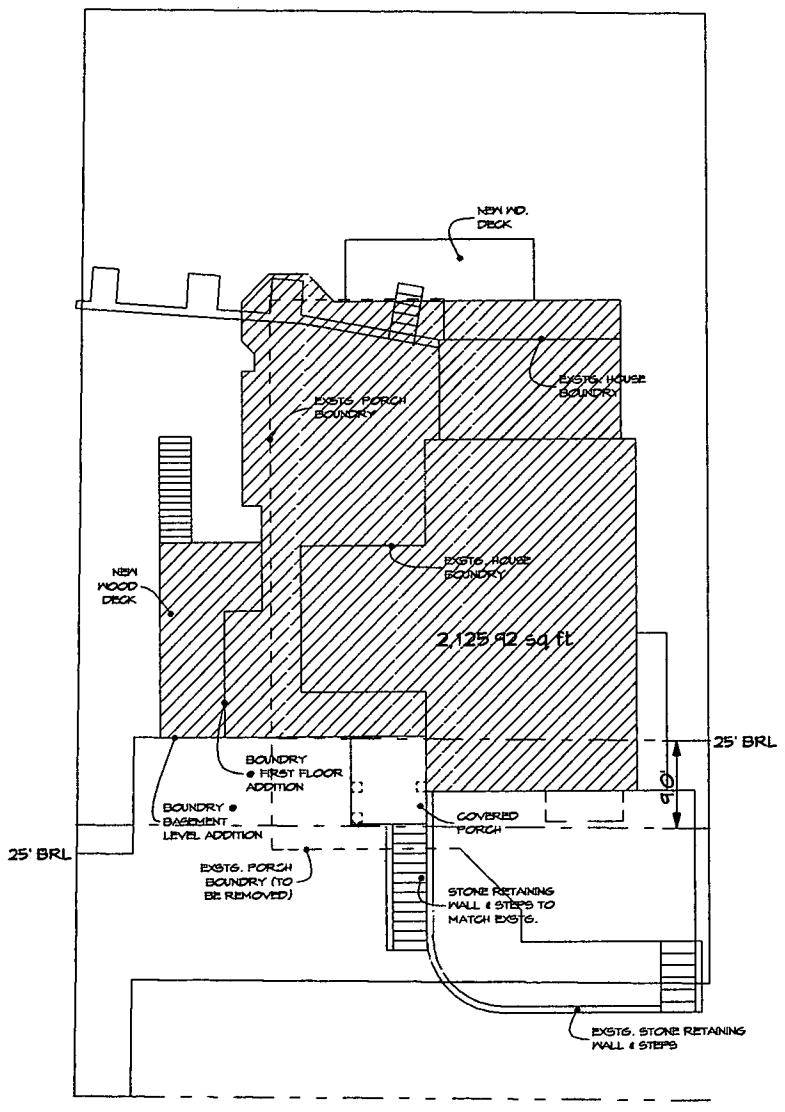 NEW WD.
DECK
EXSTG. HOUSE
BOUNDRY
EXSTG. PORCH
BOUNDRY
EXSTG. HOUSE
BOUNDRY
NEW
WOOD
DECK
2,125.92 sq ft
25' BRL
9.0'
BOUNDRY
@ FIRST FLOOR
ADDITION
BOUNDRY @
BASEMENT
LEVEL ADDITION
COVERED
PORCH
25' BRL
EXSTG. PORCH
BOUNDRY (TO
BE REMOVED)
STONE RETAINING
WALL & STEPS TO
MATCH EXSTG.
EXSTG. STONE RETAINING
WALL & STEPS